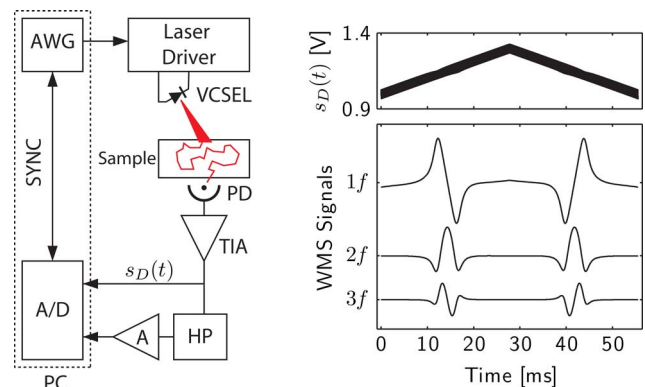 AWG
Laser
Driver
VCSEL
SYNC
Sample
PD
TIA
s_D(t)
A/D
A
HP
PC
s_D(t) [V]
1.4
0.9
WMS Signals
1f
2f
3f
0 10 20 30 40 50
Time [ms]